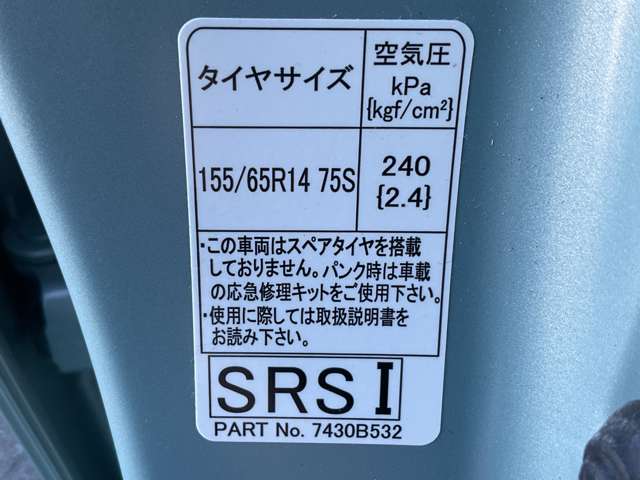 タイヤサイズ
空気圧
kPa
{kgf/cm²}
155/65R14 75S
240
{2.4}
・この車両はスペアタイヤを搭載
しておりません。パンク時は車載
の応急修理キットをご使用下さい。
・使用に際しては取扱説明書を
お読み下さい。
SRS I
PART No. 7430B532